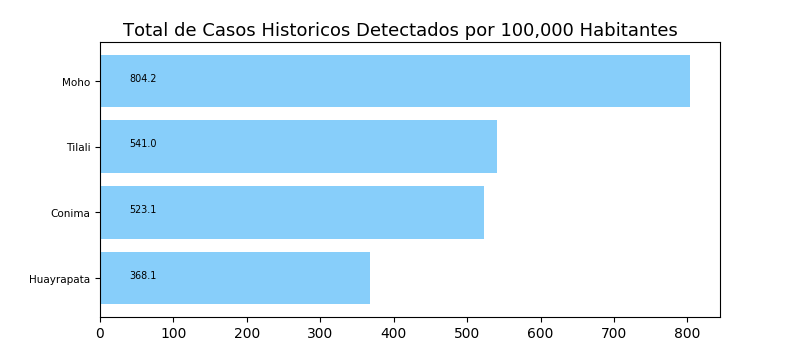 Total de Casos Historicos Detectados por 100,000 Habitantes
Moho 804.2
Tilali 541.0
Conima 523.1
Huayrapata 368.1
0 100 200 300 400 500 600 700 800